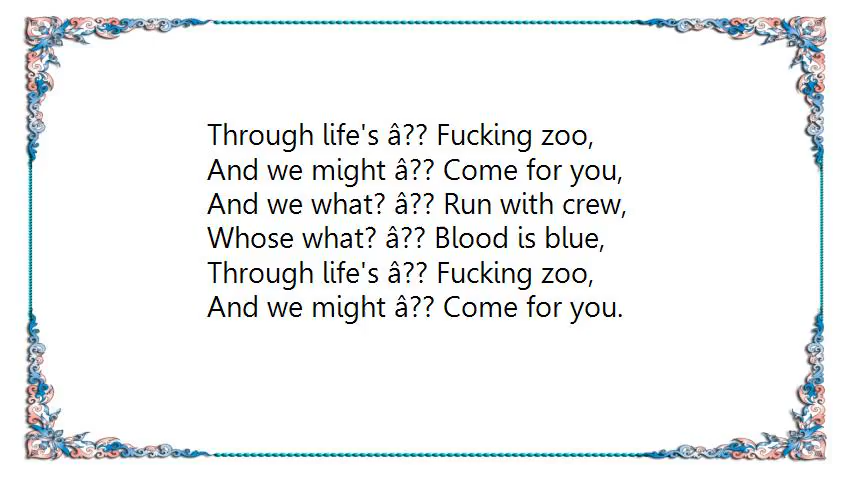 Through life's â?? Fucking zoo,
And we might â?? Come for you,
And we what? â?? Run with crew,
Whose what? â?? Blood is blue,
Through life's â?? Fucking zoo,
And we might â?? Come for you.